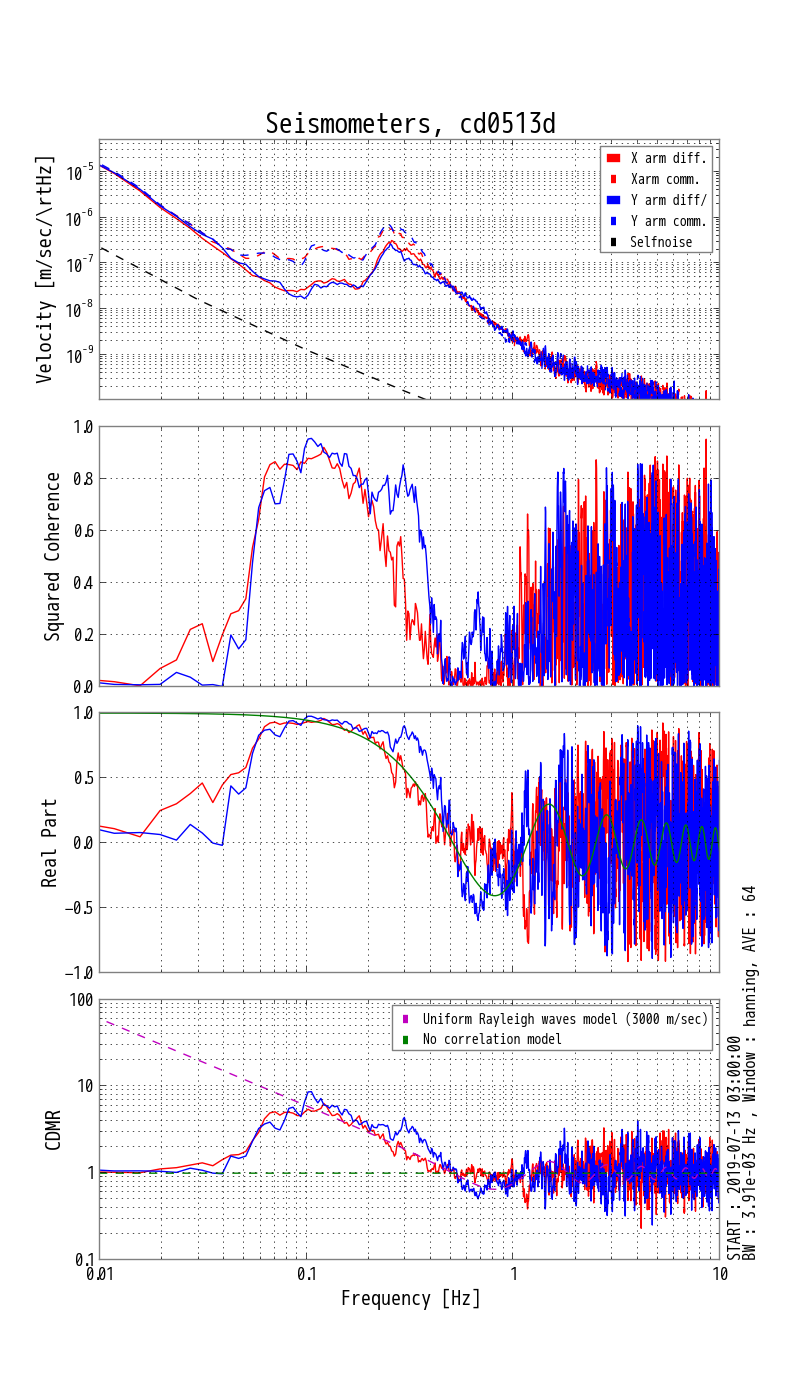 Seismometers, cd0513d
Velocity [m/sec/\rtHz]
10⁻⁵
10⁻⁶
10⁻⁷
10⁻⁸
10⁻⁹
X arm diff.
Xarm comm.
Y arm diff/
Y arm comm.
Selfnoise
Squared Coherence
1.0
0.8
0.6
0.4
0.2
0.0
Real Part
1.0
0.5
0.0
−0.5
−1.0
CDMR
100
10
1
0.1
Uniform Rayleigh waves model (3000 m/sec)
No correlation model
0.01
0.1
1
10
Frequency [Hz]
START : 2019-07-13 03:00:00
BW : 3.91e-03 Hz , Window : hanning, AVE : 64